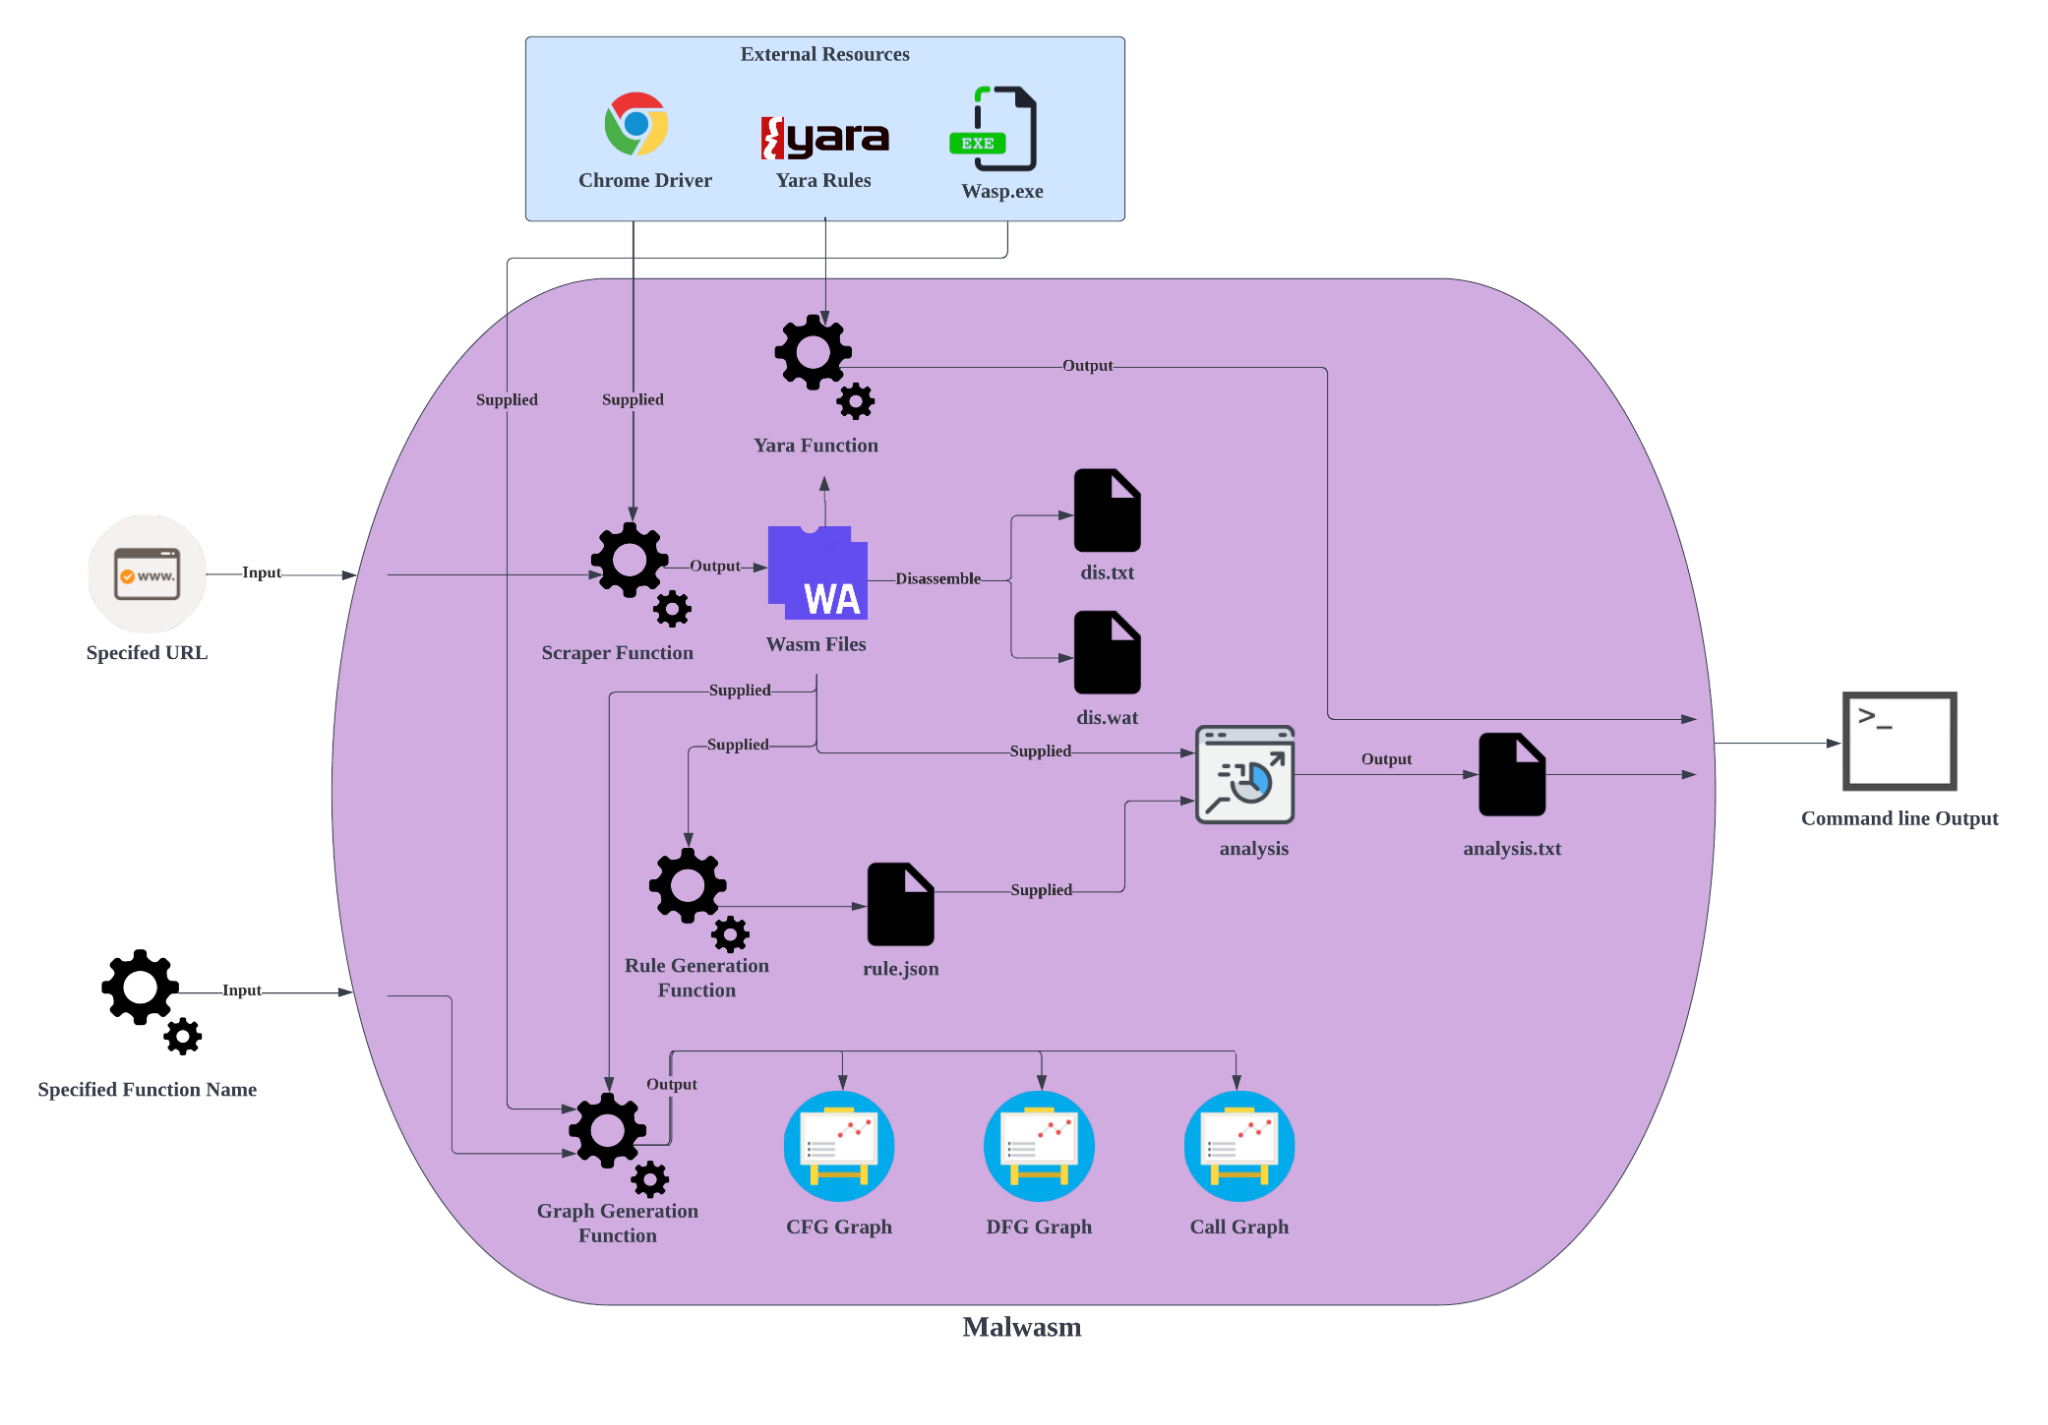 External Resources
yara
EXE
Chrome Driver
Yara Rules
Wasp.exe
Supplied
Supplied
Output
Yara Function
www.
Input
Specifed URL
Output
Scraper Function
WA
Wasm Files
Disassemble
dis.txt
dis.wat
Supplied
Supplied
Supplied
analysis
Output
analysis.txt
>_
Command line Output
Supplied
Rule Generation
Function
rule.json
Input
Specified Function Name
Output
Graph Generation
Function
CFG Graph
DFG Graph
Call Graph
Malwasm